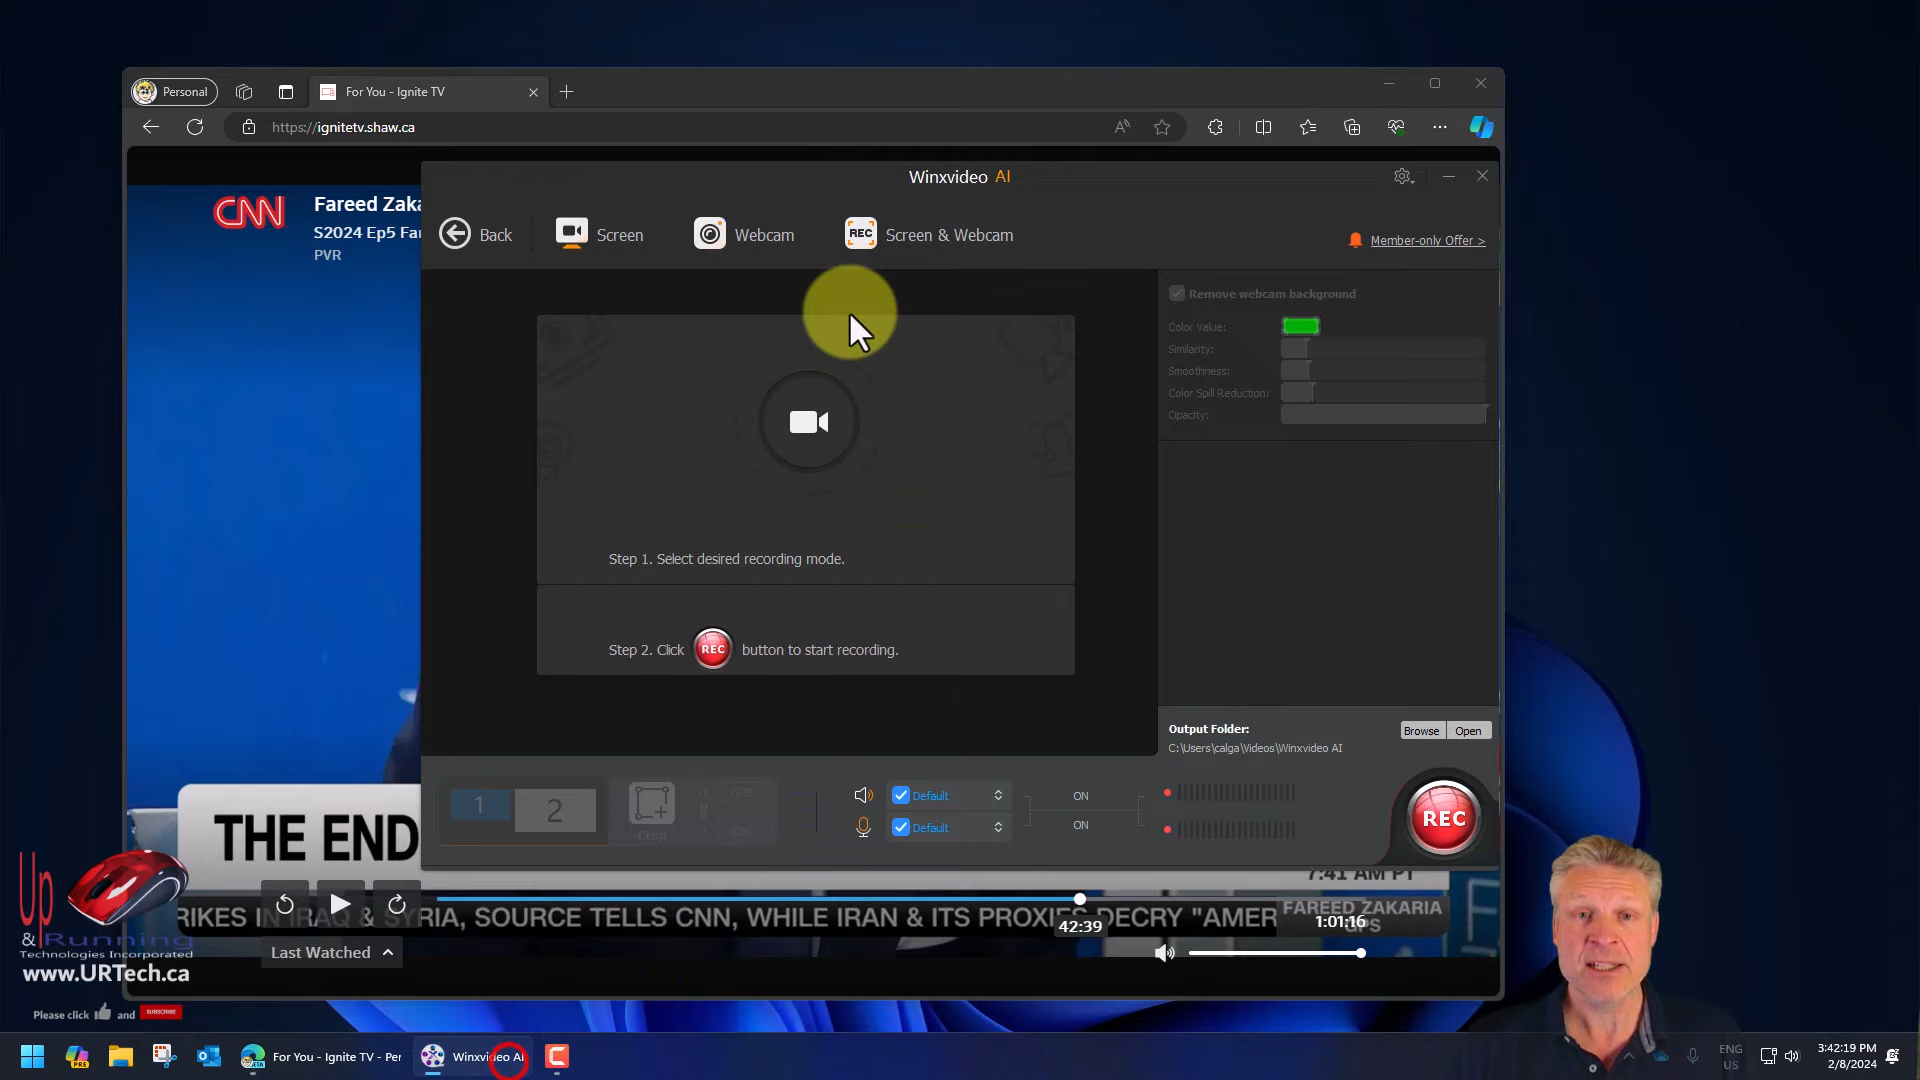 Personal
For You - Ignite TV
https://ignitetv.shaw.ca
Winxvideo AI
CNN
Fareed Zaka
S2024 Ep5 Far
PVR
Back
Screen
Webcam
REC
Screen & Webcam
Member-only Offer >
Remove webcam background
Color Value:
Similarity:
Smoothness:
Color Spill Reduction:
Opacity:
Step 1. Select desired recording mode.
Step 2. Click REC button to start recording.
Output Folder:
Browse
Open
C:\Users\calga\Videos\Winxvideo AI
1
2
Crop
1920
1080
Default
ON
Default
ON
REC
THE END
7:41 AM PT
RIKES IN IRAQ & SYRIA, SOURCE TELLS CNN, WHILE IRAN & ITS PROXIES DECRY "AMER
FAREED ZAKARIA
GPS
42:39
1:01:16
Last Watched
Up
& Running
Technologies Incorporated
www.URTech.ca
Please click and SUBSCRIBE
PRE
BETA
For You - Ignite TV - Per
Winxvideo AI
ENG
US
3:42:19 PM
2/8/2024